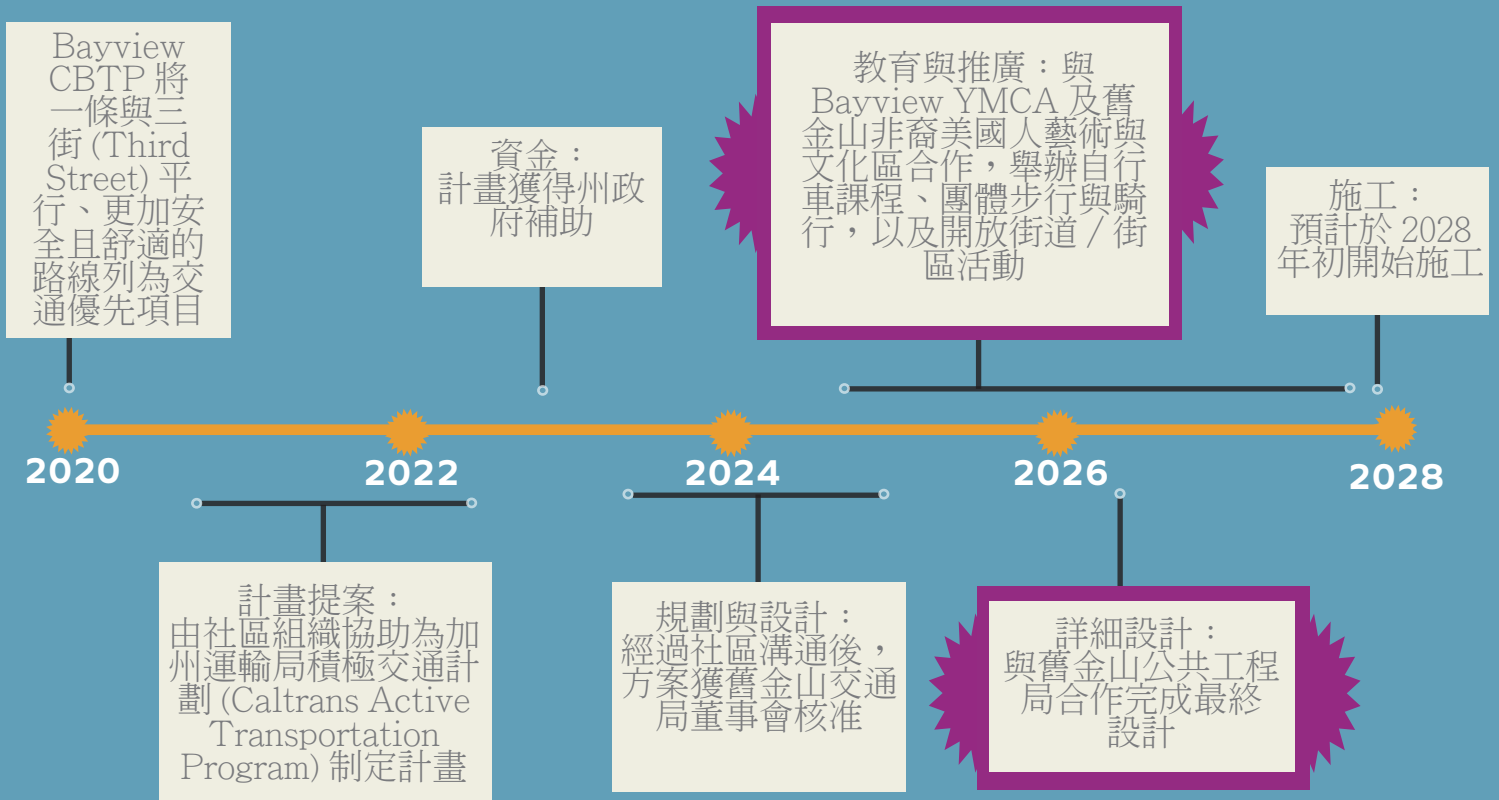 Bayview
CBTP 將
一條與三
街 (Third
Street) 平
行、更加安
全且舒適的
路線列為交
通優先項目
資金：
計畫獲得州政
府補助
教育與推廣：與
Bayview YMCA 及舊
金山非裔美國人藝術與
文化區合作，舉辦自行
車課程、團體步行與騎
行，以及開放街道／街
區活動
施工：
預計於 2028
年初開始施工
2020
2022
2024
2026
2028
計畫提案：
由社區組織協助為加
州運輸局積極交通計
劃 (Caltrans Active
Transportation
Program) 制定計畫
規劃與設計：
經過社區溝通後，
方案獲舊金山交通
局董事會核准
詳細設計：
與舊金山公共工程
局合作完成最終
設計